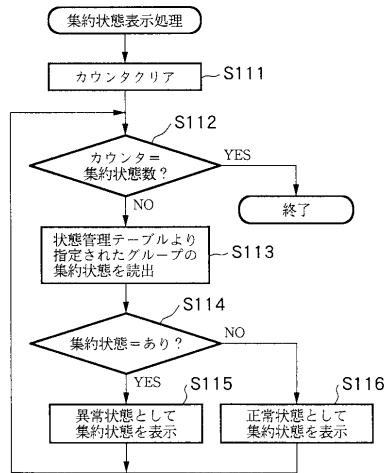 集約状態表示処理
カウンタクリア
S111
S112
カウンタ=
集約状態数?
YES
NO
終了
状態管理テーブルより
指定されたグループの
集約状態を読出
S113
S114
集約状態=あり?
NO
YES
S115
S116
異常状態として
集約状態を表示
正常状態として
集約状態を表示